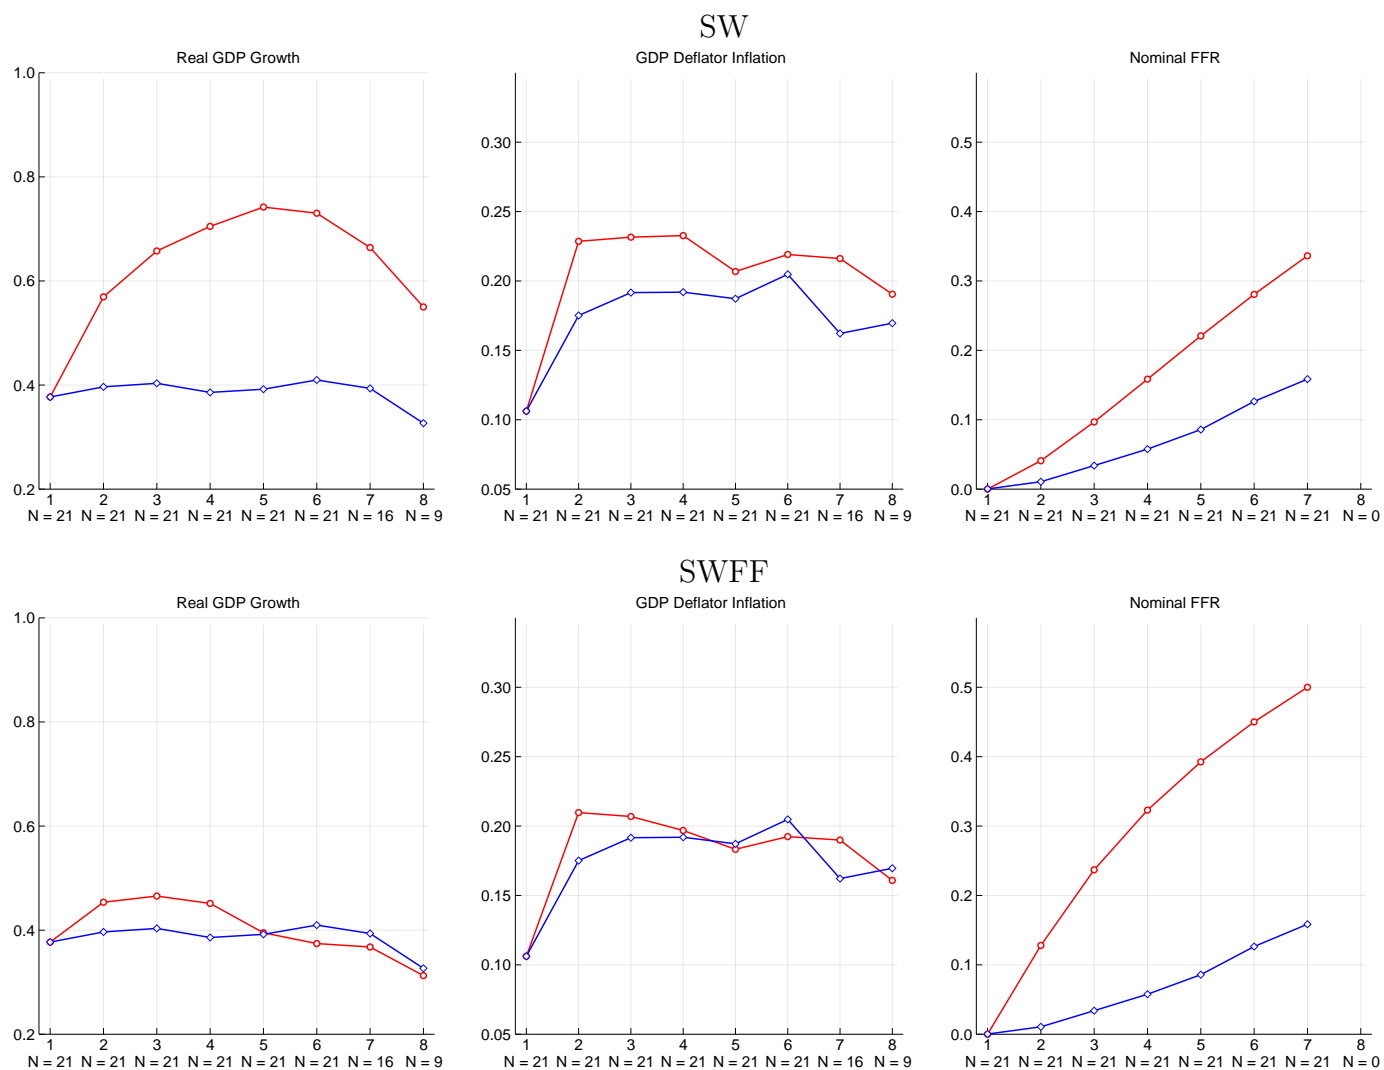 SW
Real GDP Growth
GDP Deflator Inflation
Nominal FFR
1.0
0.8
0.6
0.4
0.2
1 2 3 4 5 6 7 8
N = 21 N = 21 N = 21 N = 21 N = 21 N = 21 N = 16 N = 9
0.30
0.25
0.20
0.15
0.10
0.05
1 2 3 4 5 6 7 8
N = 21 N = 21 N = 21 N = 21 N = 21 N = 21 N = 16 N = 9
0.5
0.4
0.3
0.2
0.1
0.0
1 2 3 4 5 6 7 8
N = 21 N = 21 N = 21 N = 21 N = 21 N = 21 N = 21 N = 0
SWFF
Real GDP Growth
GDP Deflator Inflation
Nominal FFR
1.0
0.8
0.6
0.4
0.2
1 2 3 4 5 6 7 8
N = 21 N = 21 N = 21 N = 21 N = 21 N = 21 N = 16 N = 9
0.30
0.25
0.20
0.15
0.10
0.05
1 2 3 4 5 6 7 8
N = 21 N = 21 N = 21 N = 21 N = 21 N = 21 N = 16 N = 9
0.5
0.4
0.3
0.2
0.1
0.0
1 2 3 4 5 6 7 8
N = 21 N = 21 N = 21 N = 21 N = 21 N = 21 N = 21 N = 0